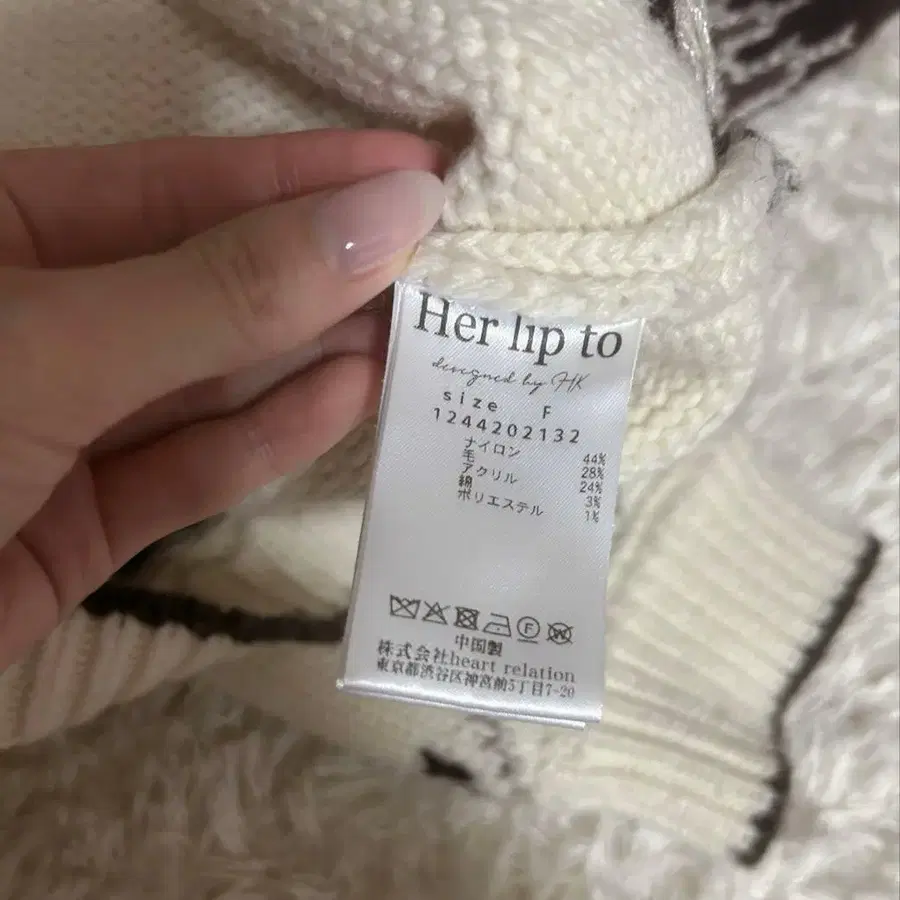 Her lip to
designed by HK
size F
1244202132
ナイロン 44%
毛 28%
アクリル 24%
綿 3%
ポリエステル 1%
F W
中国製
株式会社heart relation
東京都渋谷区神宮前5丁目7-20